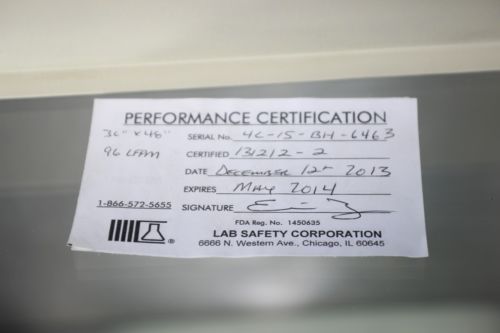 PERFORMANCE CERTIFICATION
36" x 48"
SERIAL No. 4C-15-BH-6463
96 LFPM
CERTIFIED 131212-2
DATE DECEMBER 12th 2013
EXPIRES MAY 2014
1-866-572-5655
SIGNATURE
FDA Reg. No. 1450635
LAB SAFETY CORPORATION
6666 N. Western Ave., Chicago, IL 60645